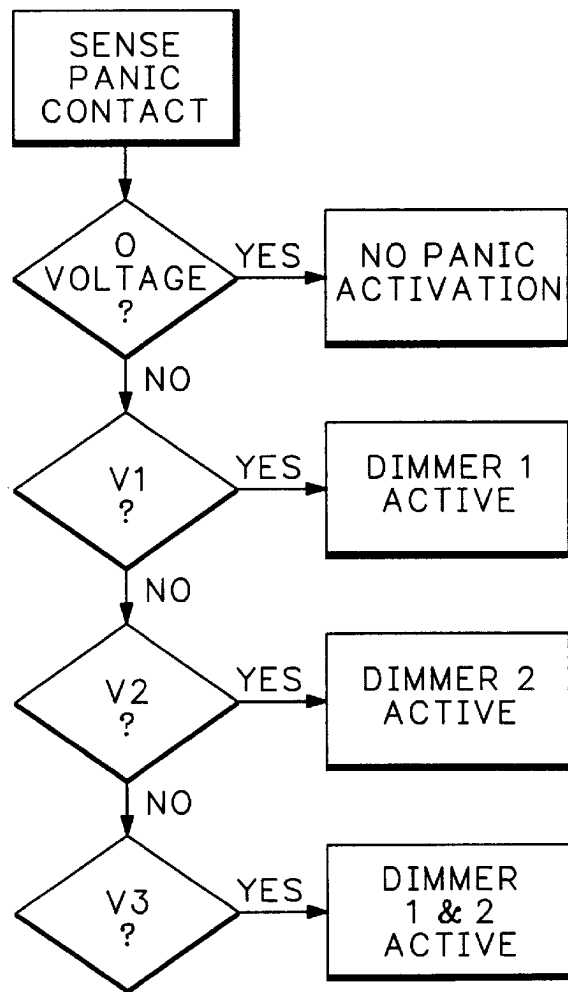 SENSE
PANIC
CONTACT
0
VOLTAGE
?
YES
NO PANIC
ACTIVATION
NO
V1
?
YES
DIMMER 1
ACTIVE
NO
V2
?
YES
DIMMER 2
ACTIVE
NO
V3
?
YES
DIMMER
1 & 2
ACTIVE